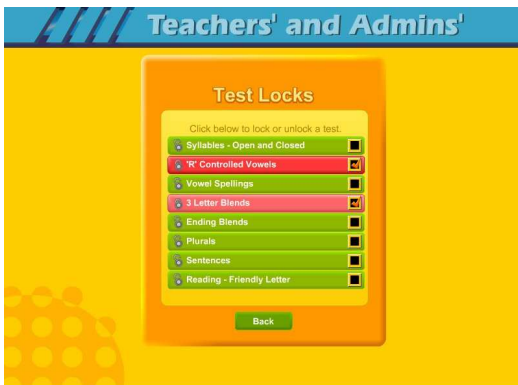 Teachers' and Admins'
Test Locks
Click below to lock or unlock a test.
Syllables - Open and Closed
'R' Controlled Vowels
Vowel Spellings
3 Letter Blends
Ending Blends
Plurals
Sentences
Reading - Friendly Letter
Back